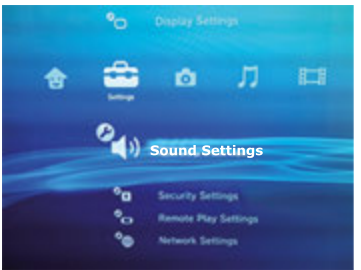 Display Settings
Settings
Sound Settings
Security Settings
Remote Play Settings
Network Settings